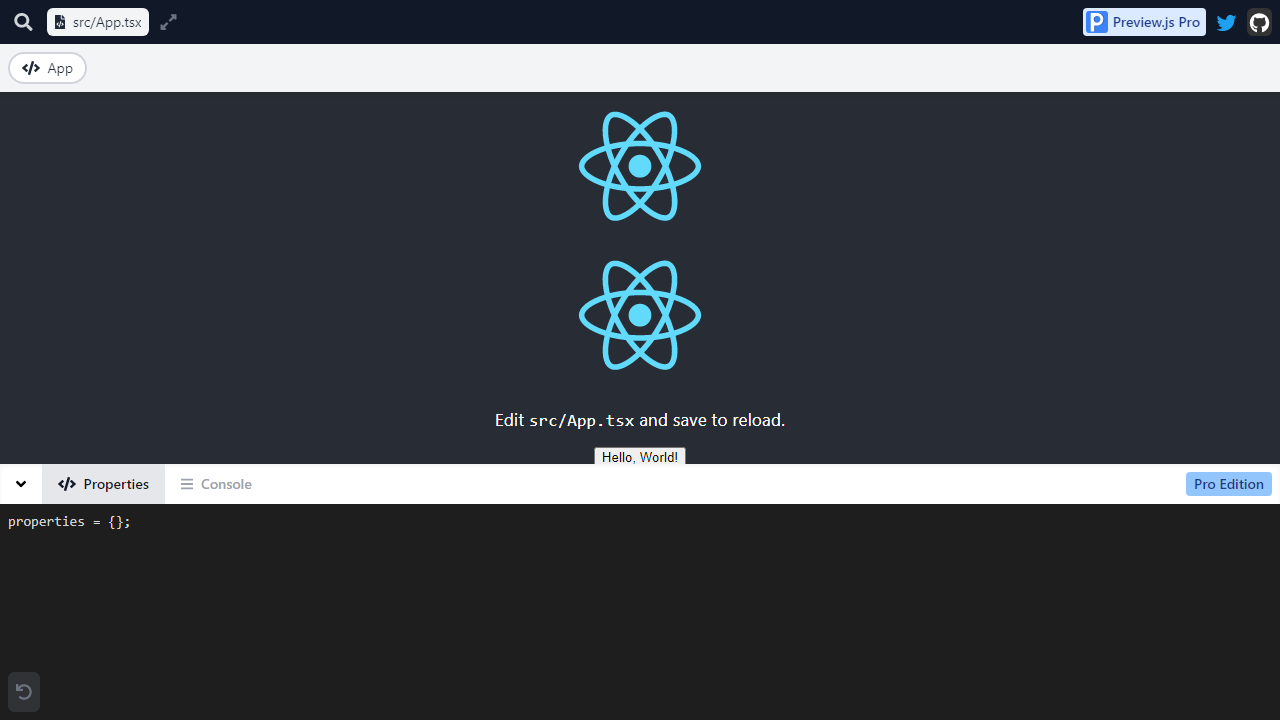 src/App.tsx
Preview.js Pro
App
Edit src/App.tsx and save to reload.
Hello, World!
Properties
Console
Pro Edition
properties = {};